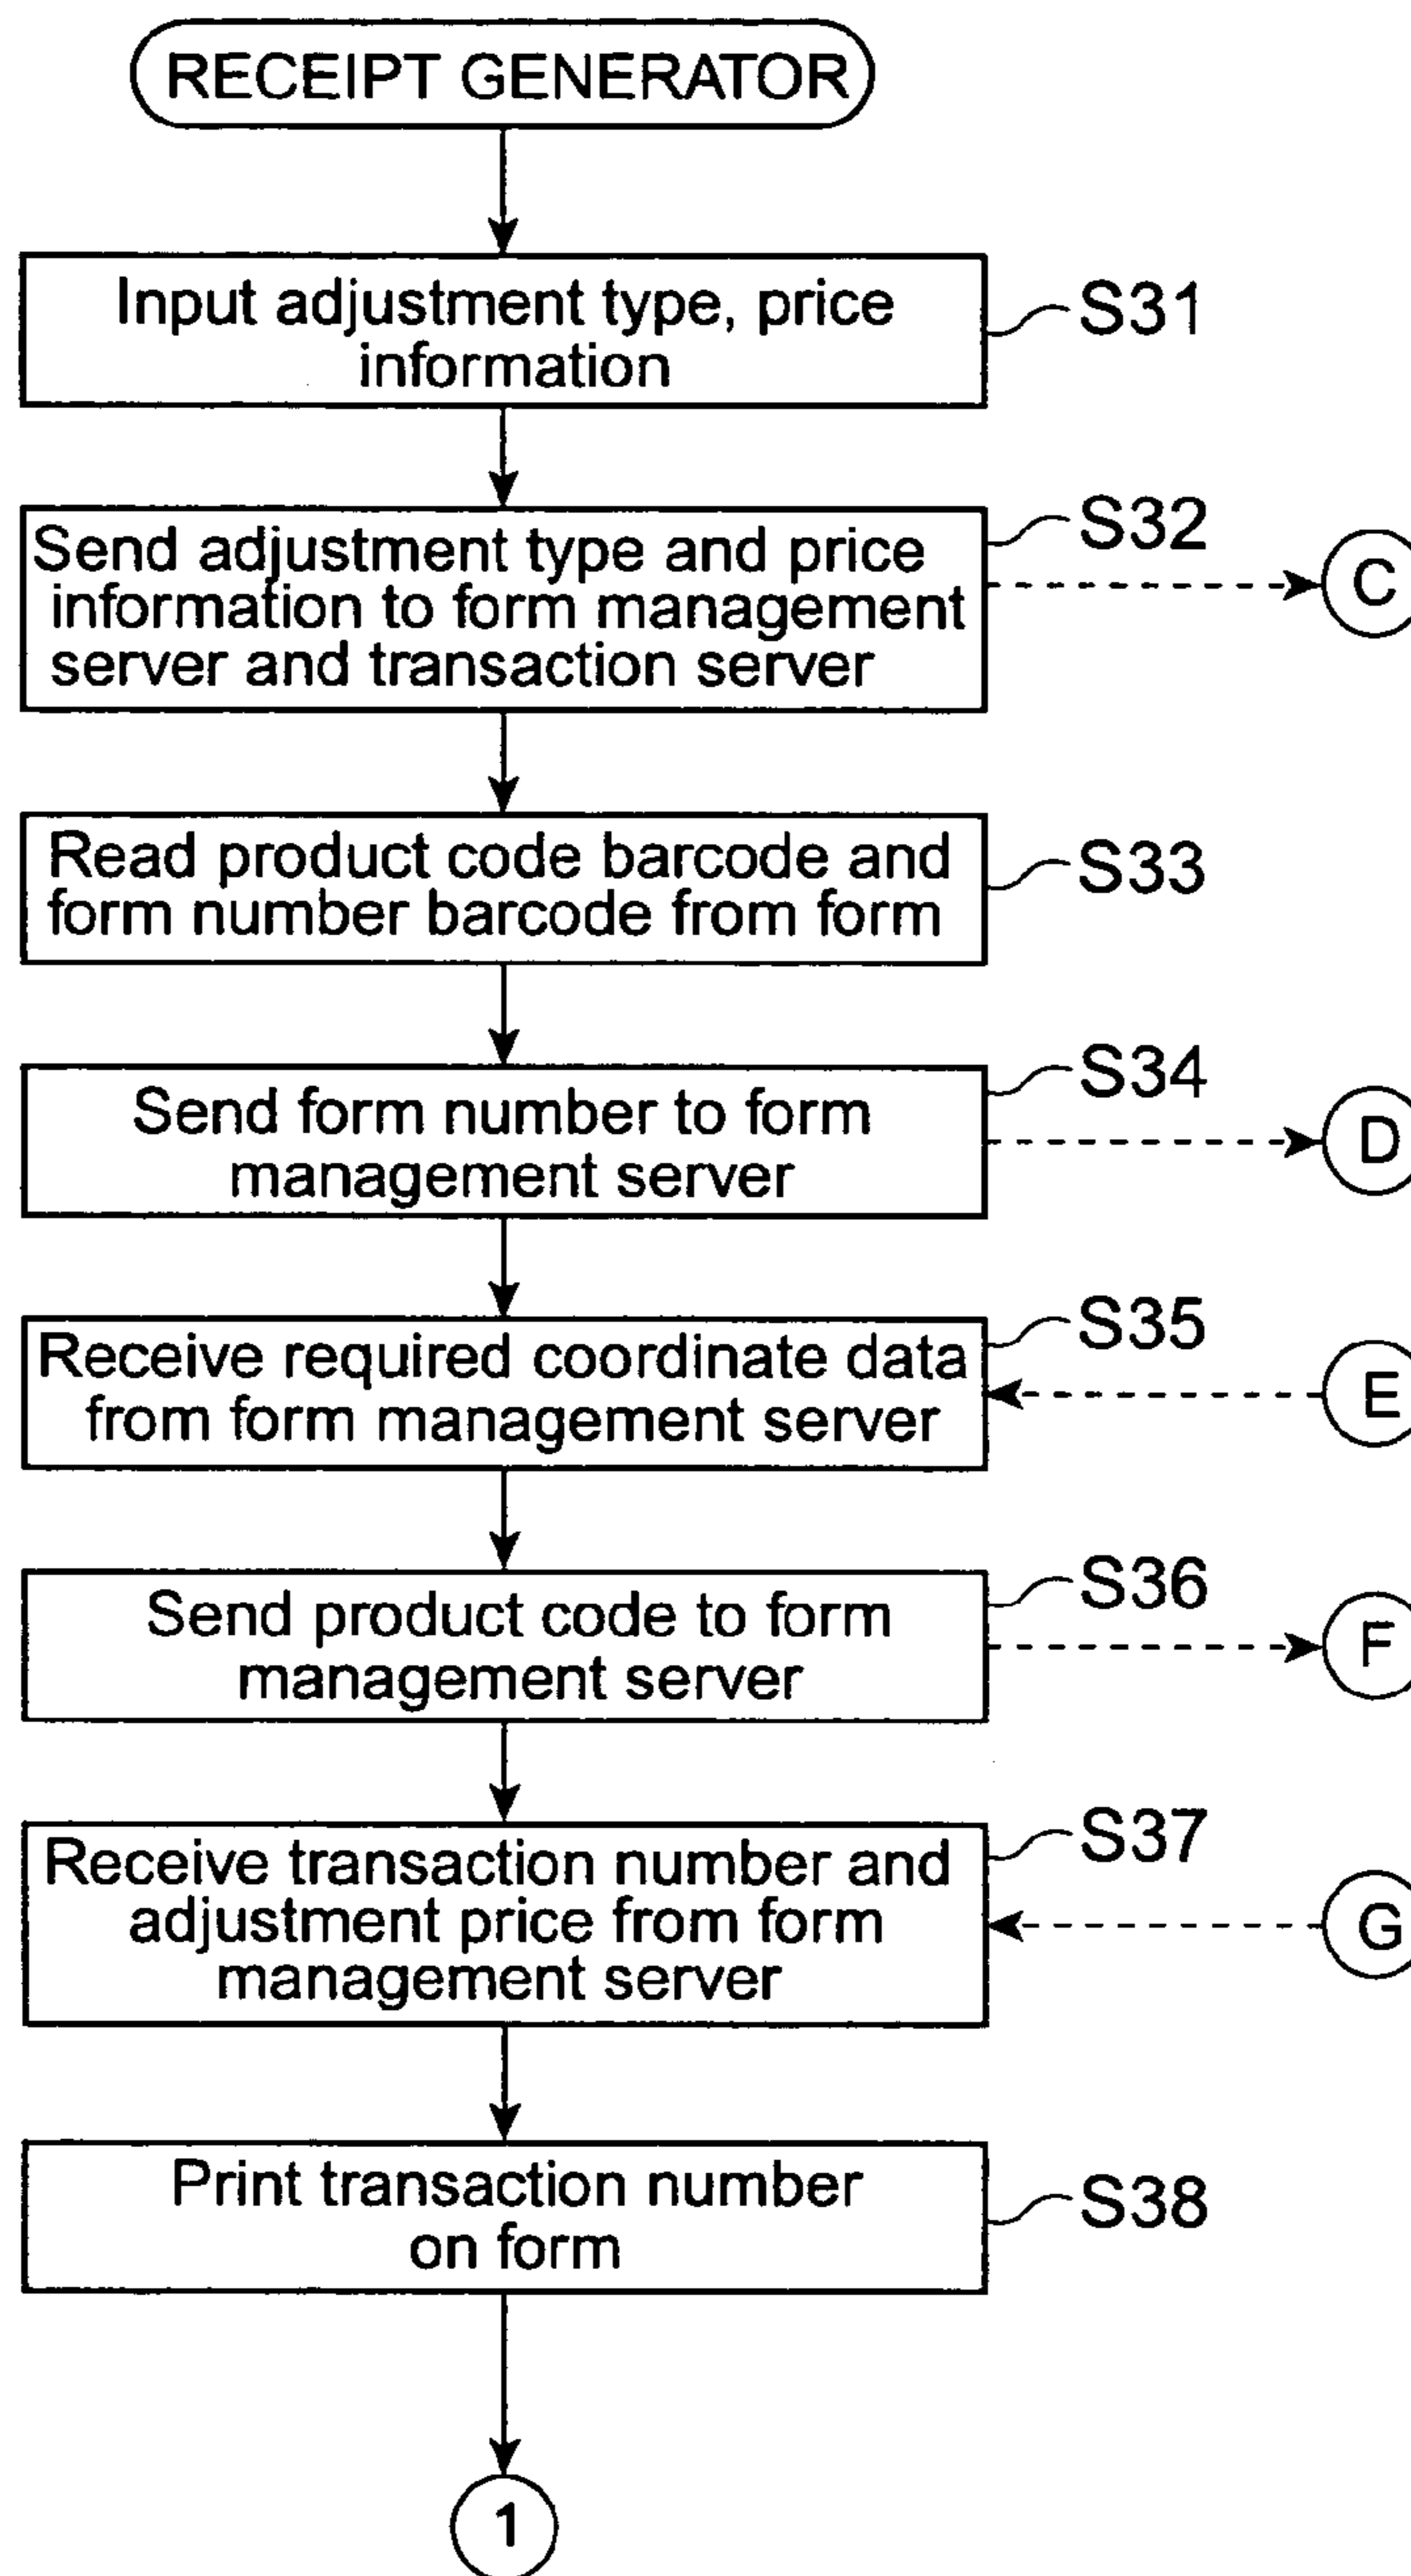 RECEIPT GENERATOR
Input adjustment type, price
information
S31
Send adjustment type and price
information to form management
server and transaction server
S32
C
Read product code barcode and
form number barcode from form
S33
Send form number to form
management server
S34
D
Receive required coordinate data
from form management server
S35
E
Send product code to form
management server
S36
F
Receive transaction number and
adjustment price from form
management server
S37
G
Print transaction number
on form
S38
1